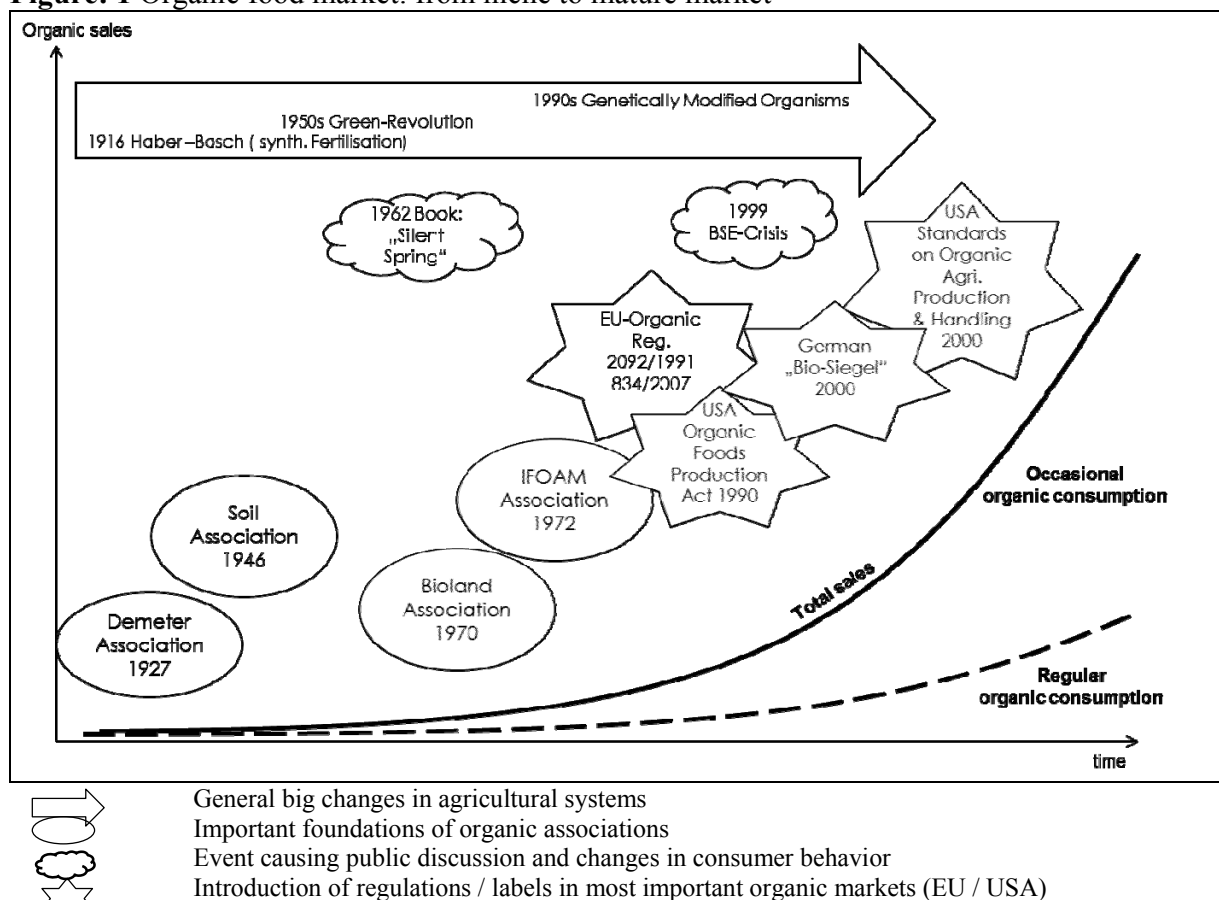 Figure: 1 Organic food market: from niche to mature market
Organic sales
1990s Genetically Modified Organisms
1950s Green-Revolution
1916 Haber–Basch ( synth. Fertilisation)
1962 Book:
„Silert
Spring“
1999
BSE-Crisis
USA
Standards
on Organic
Agri.
Production
& Handling
2000
EU-Organic
Reg.
2092/1991
834/2007
German
„Bio-Siegel“
2000
USA
Organic
Foods
Production
Act 1990
IFOAM
Association
1972
Soil
Association
1946
Bioland
Association
1970
Demeter
Association
1927
Occasional
organic consumption
Total sales
Regular
organic consumption
time
General big changes in agricultural systems
Important foundations of organic associations
Event causing public discussion and changes in consumer behavior
Introduction of regulations / labels in most important organic markets (EU / USA)